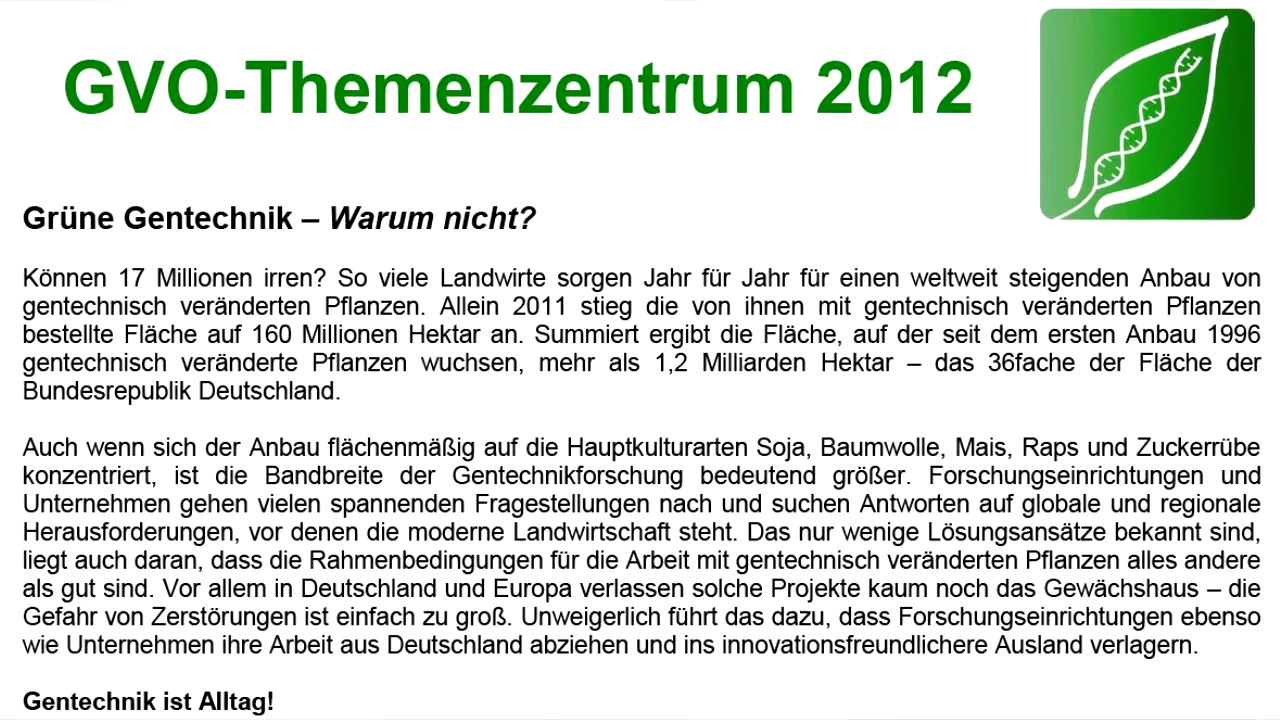 GVO-Themenzentrum 2012
Grüne Gentechnik – Warum nicht?
Können 17 Millionen irren? So viele Landwirte sorgen Jahr für Jahr für einen weltweit steigenden Anbau von
gentechnisch veränderten Pflanzen. Allein 2011 stieg die von ihnen mit gentechnisch veränderten Pflanzen
bestellte Fläche auf 160 Millionen Hektar an. Summiert ergibt die Fläche, auf der seit dem ersten Anbau 1996
gentechnisch veränderte Pflanzen wuchsen, mehr als 1,2 Milliarden Hektar – das 36fache der Fläche der
Bundesrepublik Deutschland.
Auch wenn sich der Anbau flächenmäßig auf die Hauptkulturarten Soja, Baumwolle, Mais, Raps und Zuckerrübe
konzentriert, ist die Bandbreite der Gentechnikforschung bedeutend größer. Forschungseinrichtungen und
Unternehmen gehen vielen spannenden Fragestellungen nach und suchen Antworten auf globale und regionale
Herausforderungen, vor denen die moderne Landwirtschaft steht. Das nur wenige Lösungsansätze bekannt sind,
liegt auch daran, dass die Rahmenbedingungen für die Arbeit mit gentechnisch veränderten Pflanzen alles andere
als gut sind. Vor allem in Deutschland und Europa verlassen solche Projekte kaum noch das Gewächshaus – die
Gefahr von Zerstörungen ist einfach zu groß. Unweigerlich führt das dazu, dass Forschungseinrichtungen ebenso
wie Unternehmen ihre Arbeit aus Deutschland abziehen und ins innovationsfreundlichere Ausland verlagern.
Gentechnik ist Alltag!